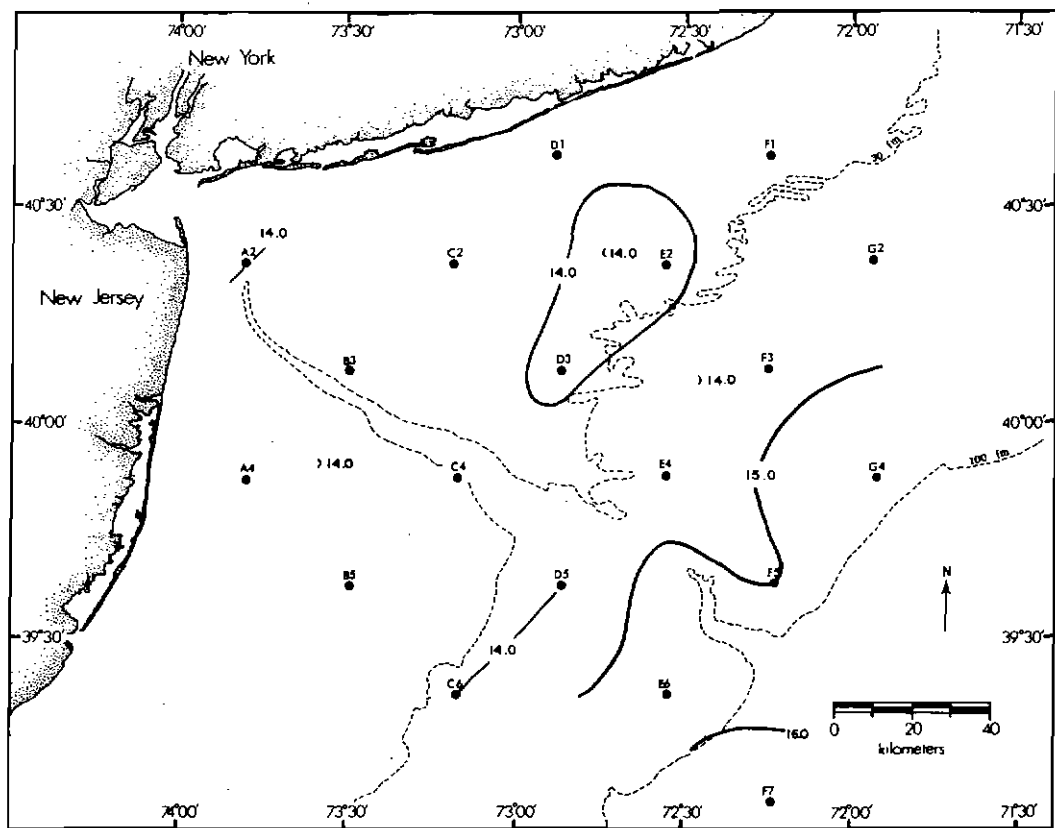 74°00'
73°30'
73°00'
72°30'
72°00'
71°30'
New York
D1
F1
20 fm
40°30'
40°30'
14.0
A2
C2
⟨14.0
E2
G2
14.0
New Jersey
B3
D3
F3
⟩14.0
40°00'
40°00'
100 fm
⟩14.0
A4
C4
E4
15.0
G4
B5
D5
F5
N
39°30'
39°30'
14.0
C6
E6
0 20 40
kilometers
16.0
F7
74°00'
73°30'
73°00'
72°30'
72°00'
71°30'